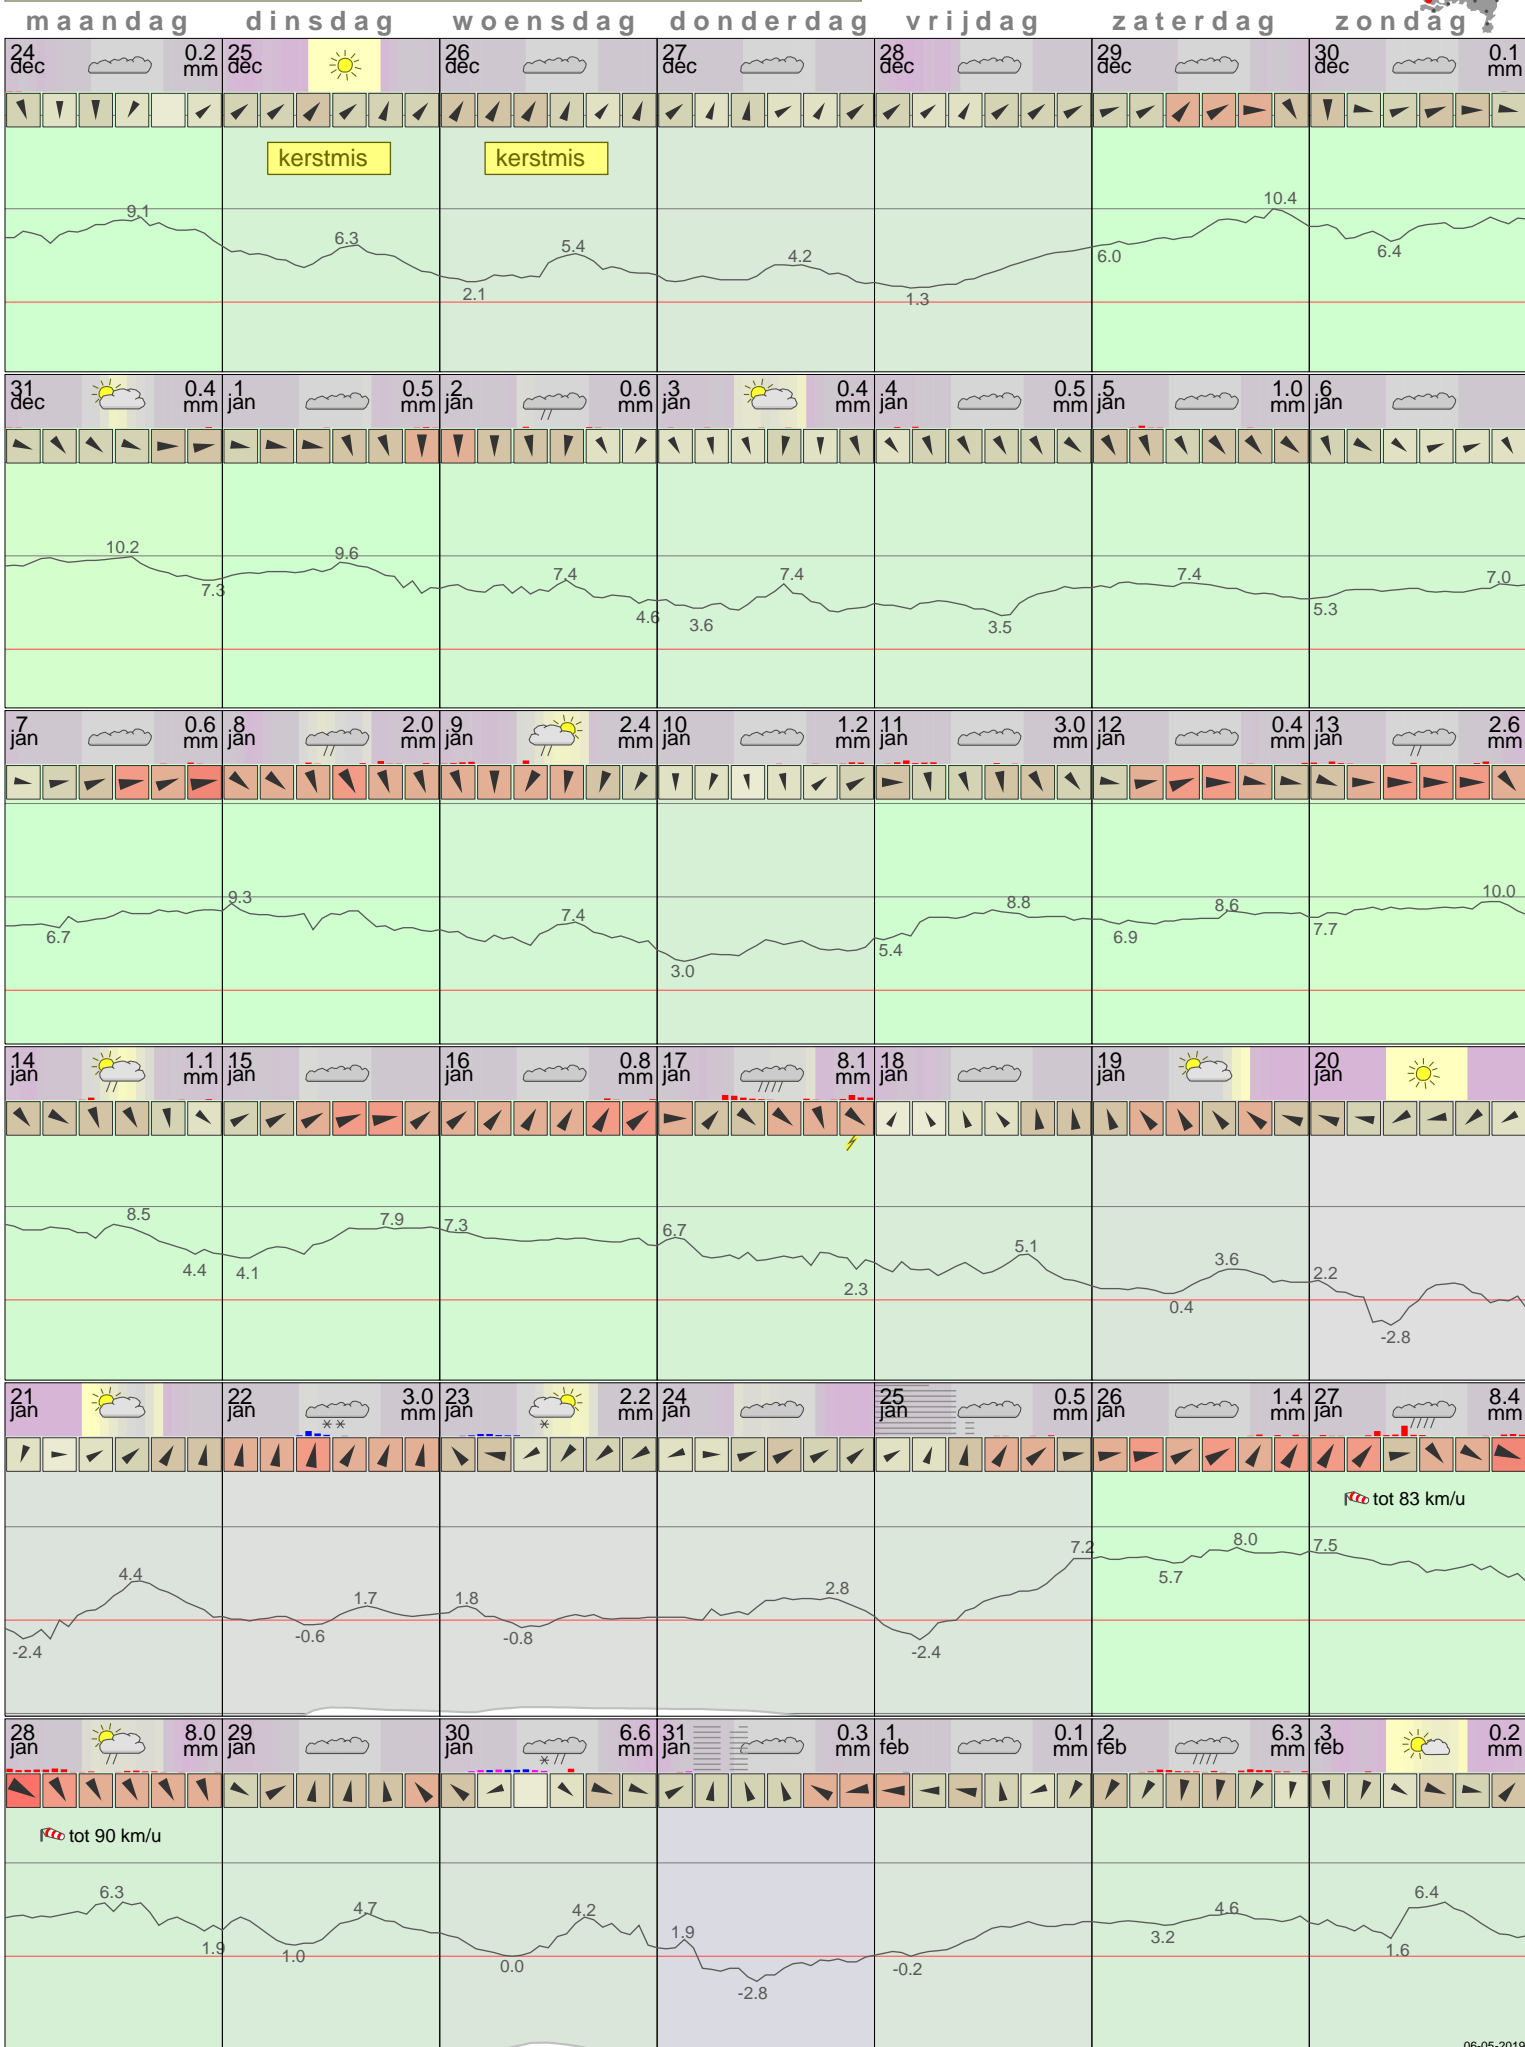 maandag dinsdag woensdag donderdag vrijdag zaterdag zondag
24 dec 0.2 mm 25 dec 26 dec 27 dec 28 dec 29 dec 30 dec 0.1 mm
kerstmis kerstmis
9.1 6.3 2.1 5.4 4.2 1.3 6.0 10.4 6.4
31 dec 0.4 mm 1 jan 0.5 mm 2 jan 0.6 mm 3 jan 0.4 mm 4 jan 0.5 mm 5 jan 1.0 mm 6 jan
10.2 7.3 9.6 7.4 4.6 3.6 7.4 3.5 7.4 5.3 7.0
7 jan 0.6 mm 8 jan 2.0 mm 9 jan 2.4 mm 10 jan 1.2 mm 11 jan 3.0 mm 12 jan 0.4 mm 13 jan 2.6 mm
6.7 9.3 7.4 3.0 5.4 8.8 6.9 8.6 7.7 10.0
14 jan 1.1 mm 15 jan 16 jan 0.8 mm 17 jan 8.1 mm 18 jan 19 jan 20 jan
8.5 4.4 4.1 7.9 7.3 6.7 2.3 5.1 0.4 3.6 2.2 -2.8
21 jan 22 jan 3.0 mm 23 jan 2.2 mm 24 jan 25 jan 0.5 mm 26 jan 1.4 mm 27 jan 8.4 mm
tot 83 km/u
-2.4 4.4 -0.6 1.7 1.8 -0.8 2.8 -2.4 7.2 5.7 8.0 7.5
28 jan 8.0 mm 29 jan 30 jan 6.6 mm 31 jan 0.3 mm 1 feb 0.1 mm 2 feb 6.3 mm 3 feb 0.2 mm
tot 90 km/u
6.3 1.9 1.0 4.7 0.0 4.2 1.9 -2.8 -0.2 3.2 4.6 1.6 6.4
06-05-2019